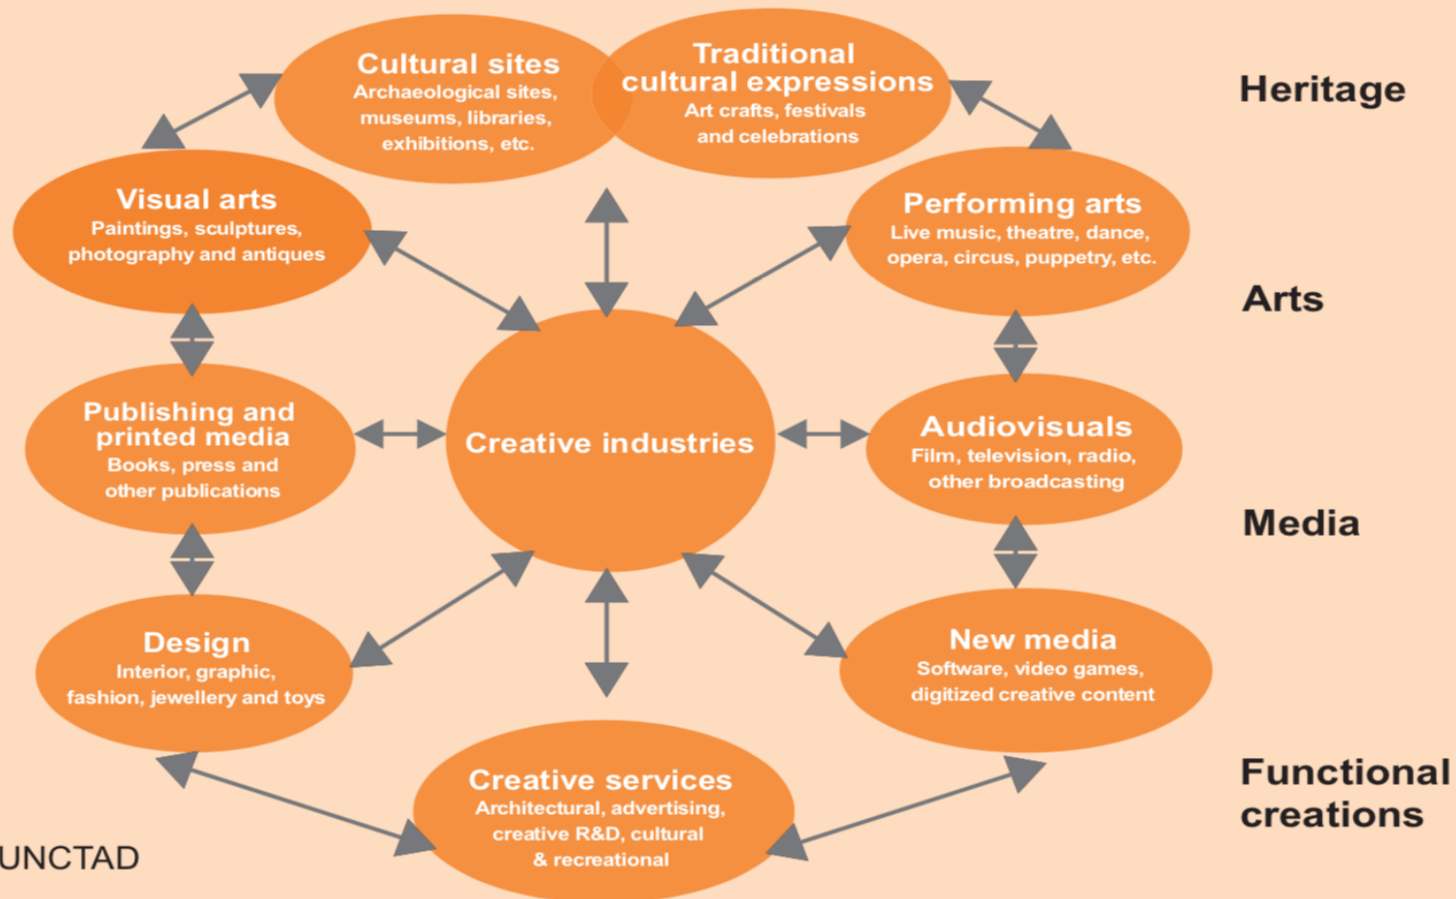 Cultural sites
Archaeological sites,
museums, libraries,
exhibitions, etc.
Traditional
cultural expressions
Art crafts, festivals
and celebrations
Heritage
Visual arts
Paintings, sculptures,
photography and antiques
Performing arts
Live music, theatre, dance,
opera, circus, puppetry, etc.
Arts
Publishing and
printed media
Books, press and
other publications
Creative industries
Audiovisuals
Film, television, radio,
other broadcasting
Media
Design
Interior, graphic,
fashion, jewellery and toys
New media
Software, video games,
digitized creative content
Creative services
Architectural, advertising,
creative R&D, cultural
& recreational
Functional
creations
UNCTAD